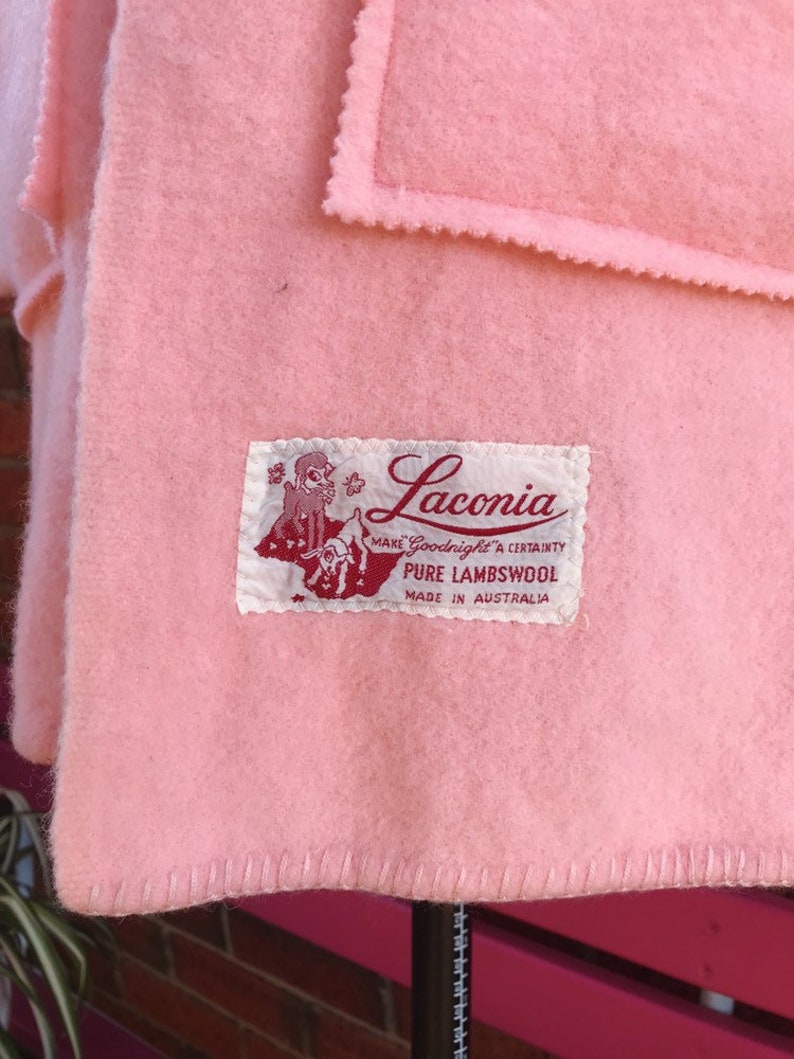 Laconia
MAKE "Goodnight" A CERTAINTY
PURE LAMBSWOOL
MADE IN AUSTRALIA